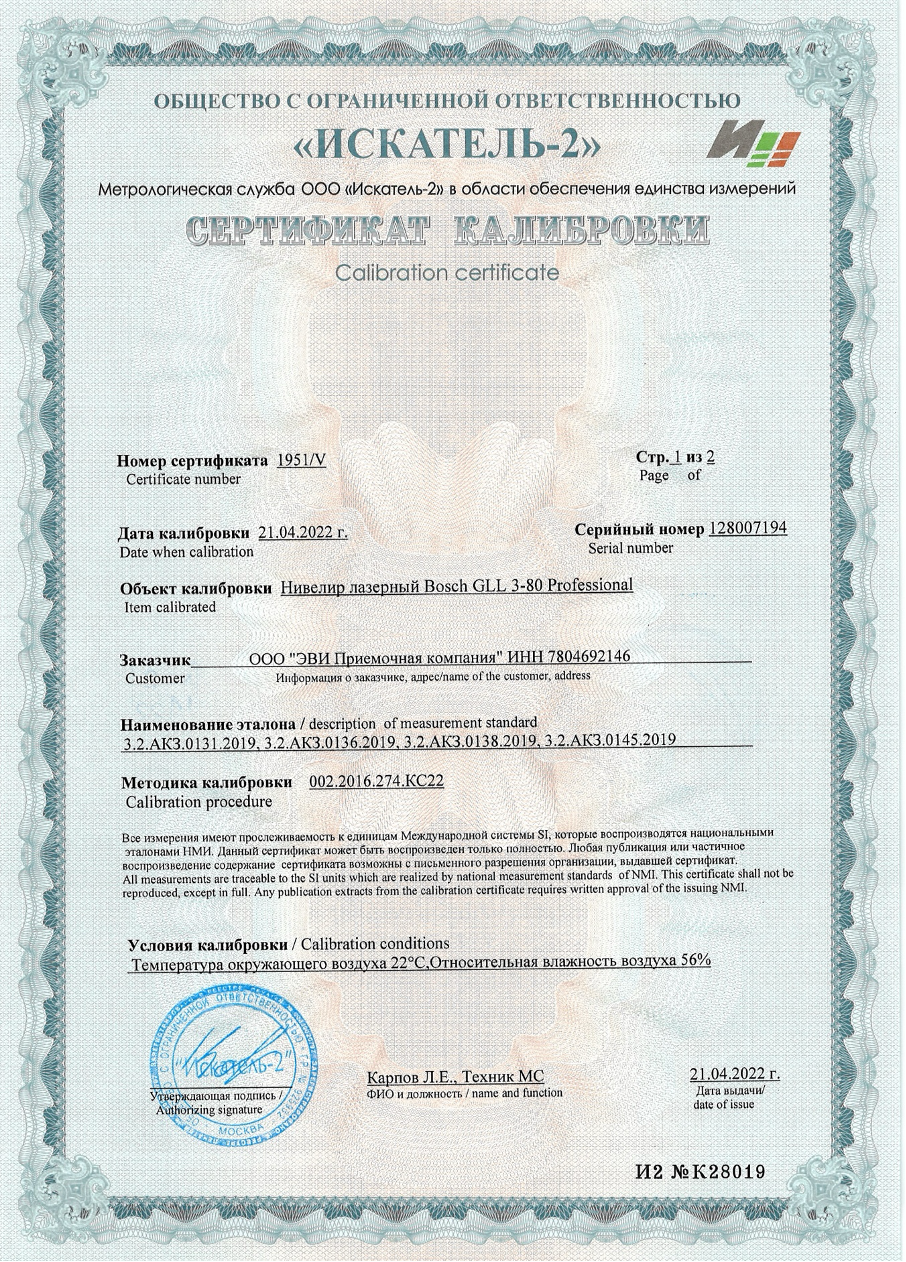 ОБЩЕСТВО С ОГРАНИЧЕННОЙ ОТВЕТСТВЕННОСТЬЮ
«ИСКАТЕЛЬ-2»
Метрологическая служба ООО «Искатель-2» в области обеспечения единства измерений
СЕРТИФИКАТ КАЛИБРОВКИ
Calibration certificate
Номер сертификата 1951/V
Certificate number
Стр. 1 из 2
Page of
Дата калибровки 21.04.2022 г.
Date when calibration
Серийный номер 128007194
Serial number
Объект калибровки Нивелир лазерный Bosch GLL 3-80 Professional
Item calibrated
Заказчик ООО "ЭВИ Приемочная компания" ИНН 7804692146
Customer Информация о заказчике, адрес/name of the customer, address
Наименование эталона / description of measurement standard
3.2.АКЗ.0131.2019, 3.2.АКЗ.0136.2019, 3.2.АКЗ.0138.2019, 3.2.АКЗ.0145.2019
Методика калибровки 002.2016.274.КС22
Calibration procedure
Все измерения имеют прослеживаемость к единицам Международной системы SI, которые воспроизводятся национальными
эталонами НМИ. Данный сертификат может быть воспроизведен только полностью. Любая публикация или частичное
воспроизведение содержание сертификата возможны с письменного разрешения организации, выдавшей сертификат.
All measurements are traceable to the SI units which are realized by national measurement standards of NMI. This certificate shall not be
reproduced, except in full. Any publication extracts from the calibration certificate requires written approval of the issuing NMI.
Условия калибровки / Calibration conditions
Температура окружающего воздуха 22°С,Относительная влажность воздуха 56%
С ОГРАНИЧЕННОЙ ОТВЕТСТВЕННОСТЬЮ
"Искатель-2"
МОСКВА
Утверждающая подпись /
Authorizing signature
Карпов Л.Е., Техник МС
ФИО и должность / name and function
21.04.2022 г.
Дата выдачи/
date of issue
И2 №К28019